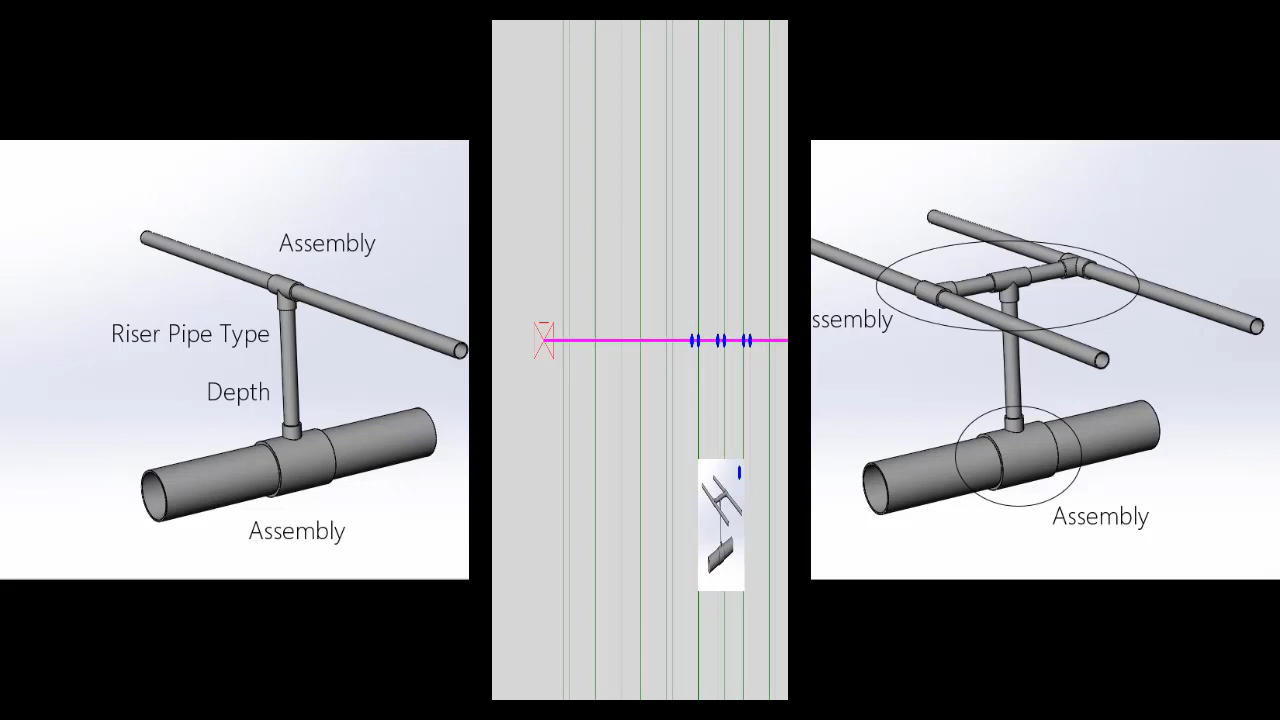 Assembly
Riser Pipe Type
Depth
Assembly
ssembly
Assembly